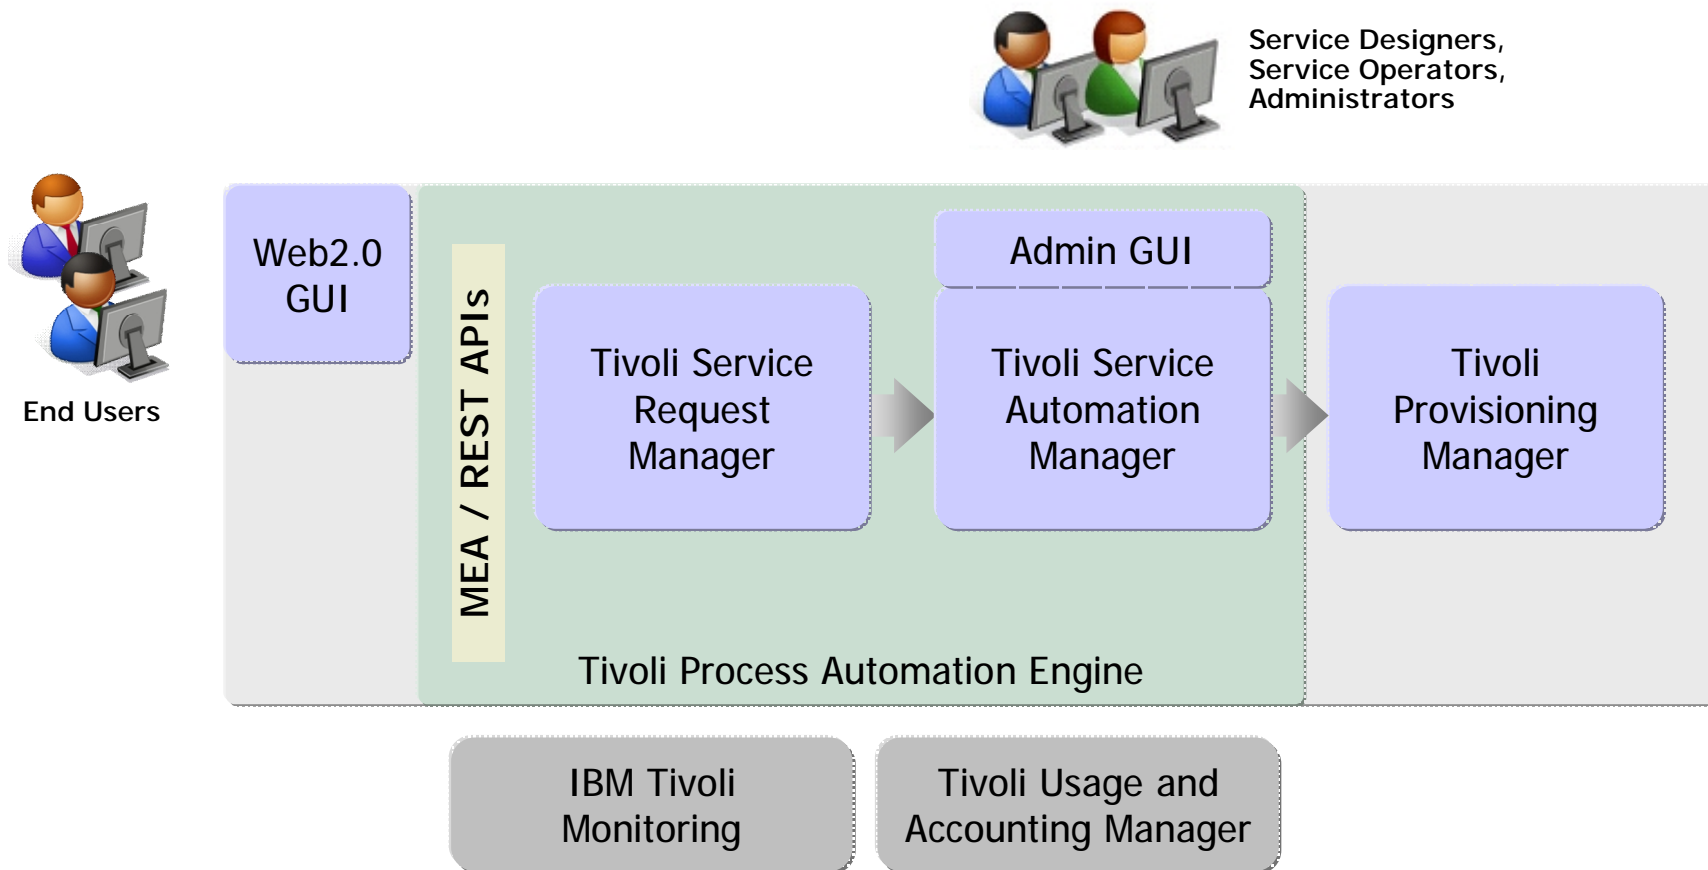 Service Designers,
Service Operators,
Administrators
End Users
Web2.0
GUI
MEA / REST APIs
Tivoli Service
Request
Manager
Admin GUI
Tivoli Service
Automation
Manager
Tivoli
Provisioning
Manager
Tivoli Process Automation Engine
IBM Tivoli
Monitoring
Tivoli Usage and
Accounting Manager